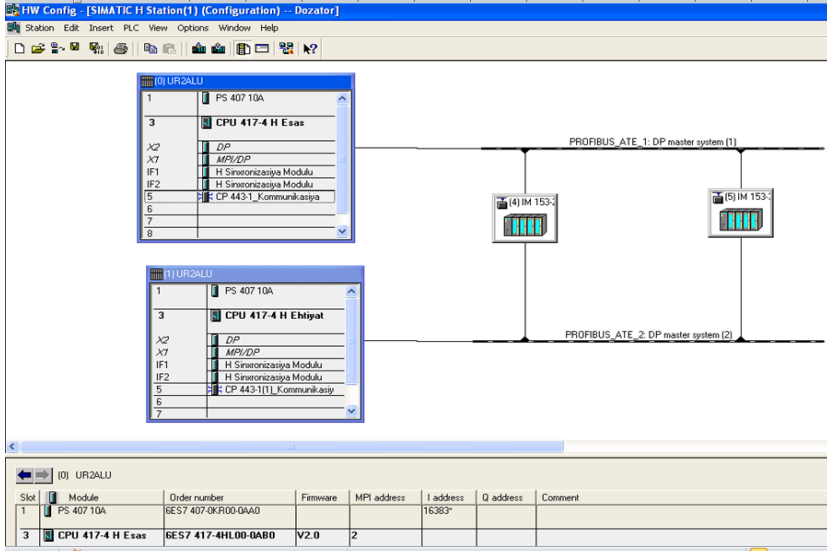 HW Config - [SIMATIC H Station(1) (Configuration) -- Dozator]
Station Edit Insert PLC View Options Window Help
(0) UR2ALU
1 PS 407 10A
3 CPU 417-4 H Esas
X2 DP
X1 MPI/DP
IF1 H Sinxronizasiya Modulu
IF2 H Sinxronizasiya Modulu
5 CP 443-1_Kommunikasiya
6
7
8
PROFIBUS_ATE_1: DP master system (1)
(4) IM 153-2
(5) IM 153-
(1) UR2ALU
1 PS 407 10A
3 CPU 417-4 H Ehtiyat
X2 DP
X1 MPI/DP
IF1 H Sinxronizasiya Modulu
IF2 H Sinxronizasiya Modulu
5 CP 443-1(1)_Kommunikasiy
6
7
PROFIBUS_ATE_2: DP master system (2)
(0) UR2ALU
Slot Module Order number Firmware MPI address I address Q address Comment
1 PS 407 10A 6ES7 407-0KR00-0AA0 16383*
3 CPU 417-4 H Esas 6ES7 417-4HL00-0AB0 V2.0 2